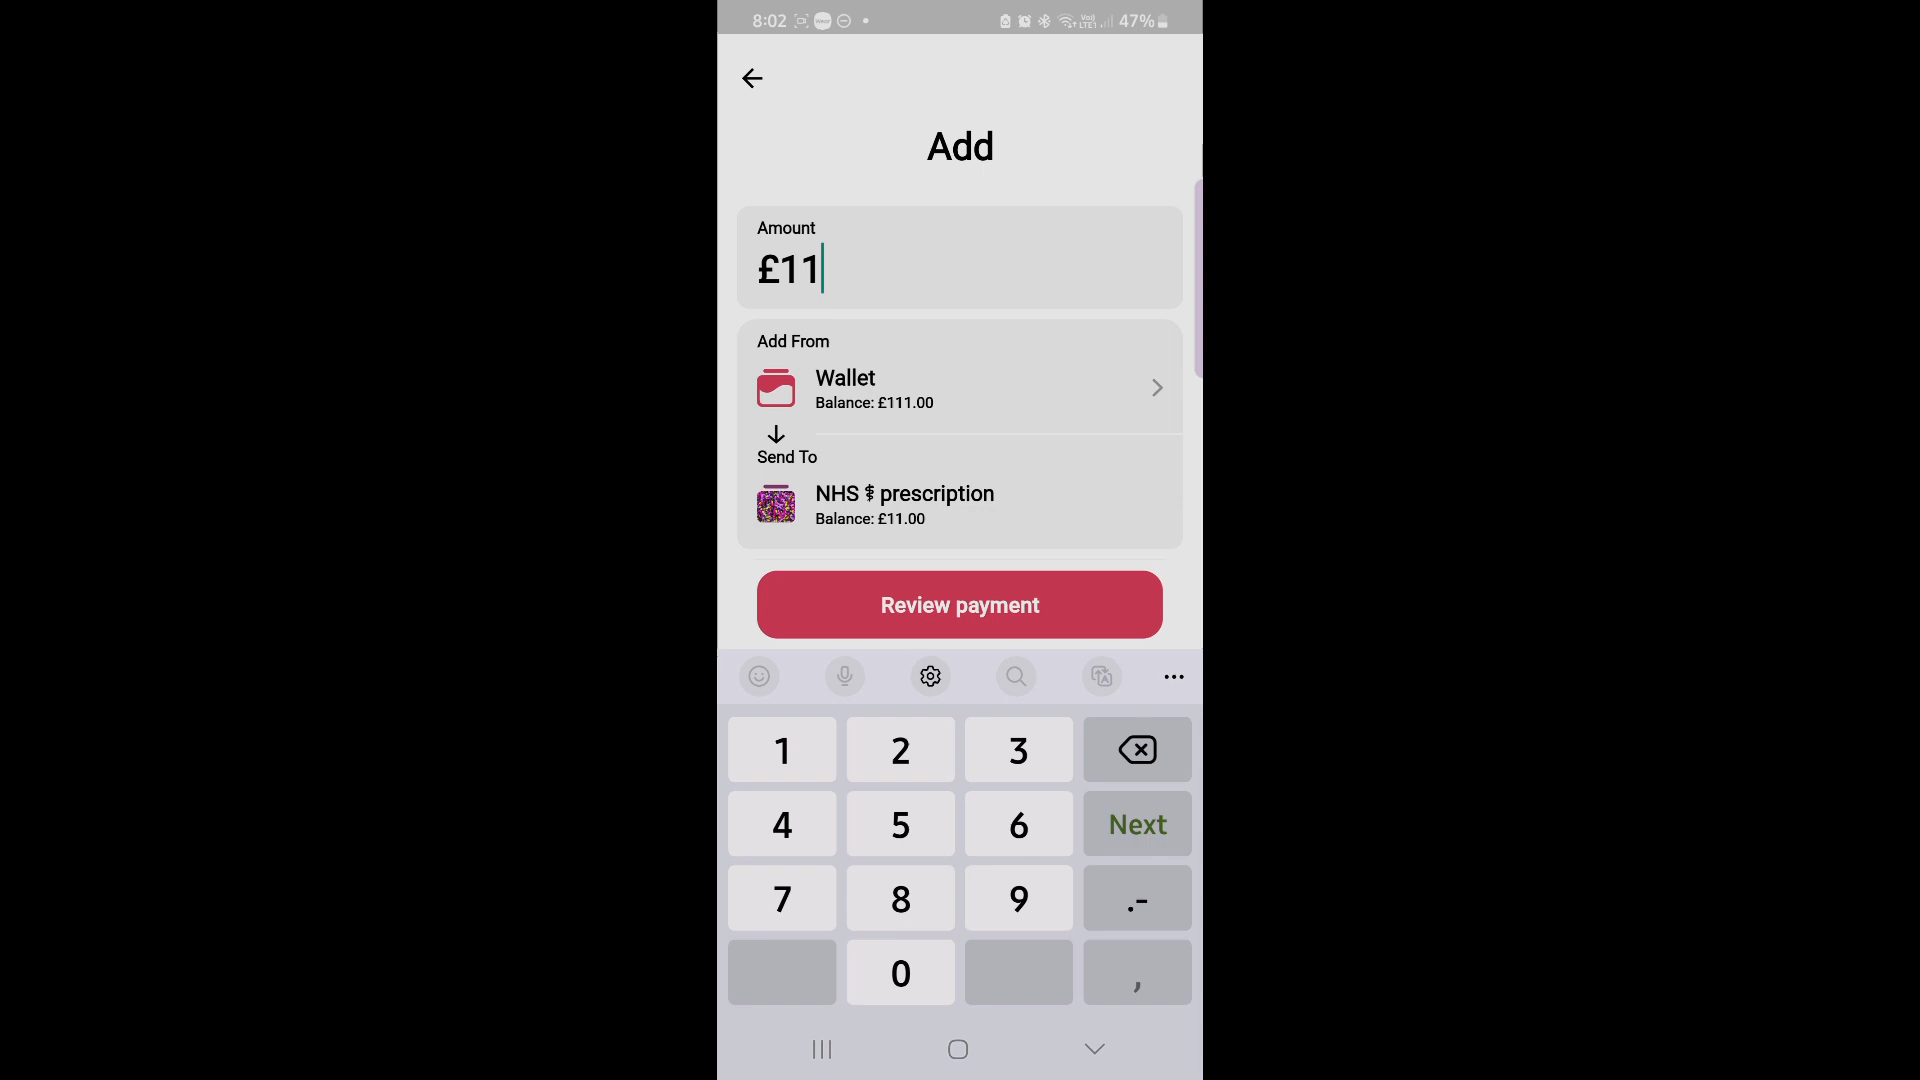 8:02
47%
Add
Amount
£11
Add From
Wallet
Balance: £111.00
Send To
NHS ⚕ prescription
Balance: £11.00
Review payment
1 2 3
4 5 6 Next
7 8 9 .-
0 ,